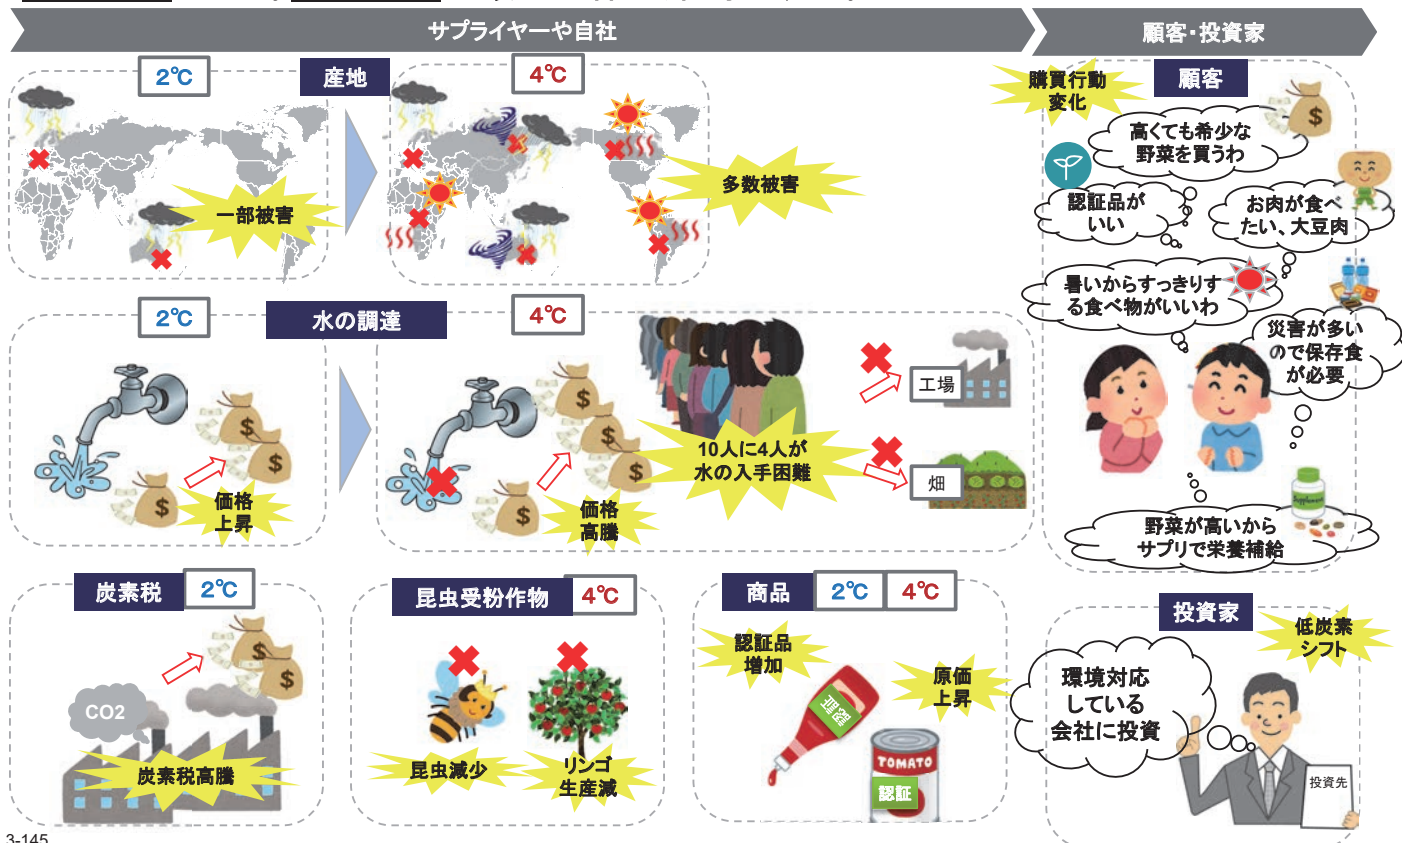 サプライヤーや自社
顧客・投資家
2℃
産地
4℃
一部被害
多数被害
2℃
水の調達
4℃
価格
上昇
価格
高騰
10人に4人が
水の入手困難
工場
畑
炭素税
2℃
CO2
炭素税高騰
昆虫受粉作物
4℃
昆虫減少
リンゴ
生産減
商品
2℃
4℃
認証品
増加
原価
上昇
認証
TOMATO
認証
購買行動
変化
顧客
高くても希少な
野菜を買うわ
認証品が
いい
お肉が食べ
たい、大豆肉
暑いからすっきりす
る食べ物がいいわ
災害が多い
ので保存食
が必要
Supplement
野菜が高いから
サプリで栄養補給
投資家
低炭素
シフト
環境対応
している
会社に投資
投資先
3-145